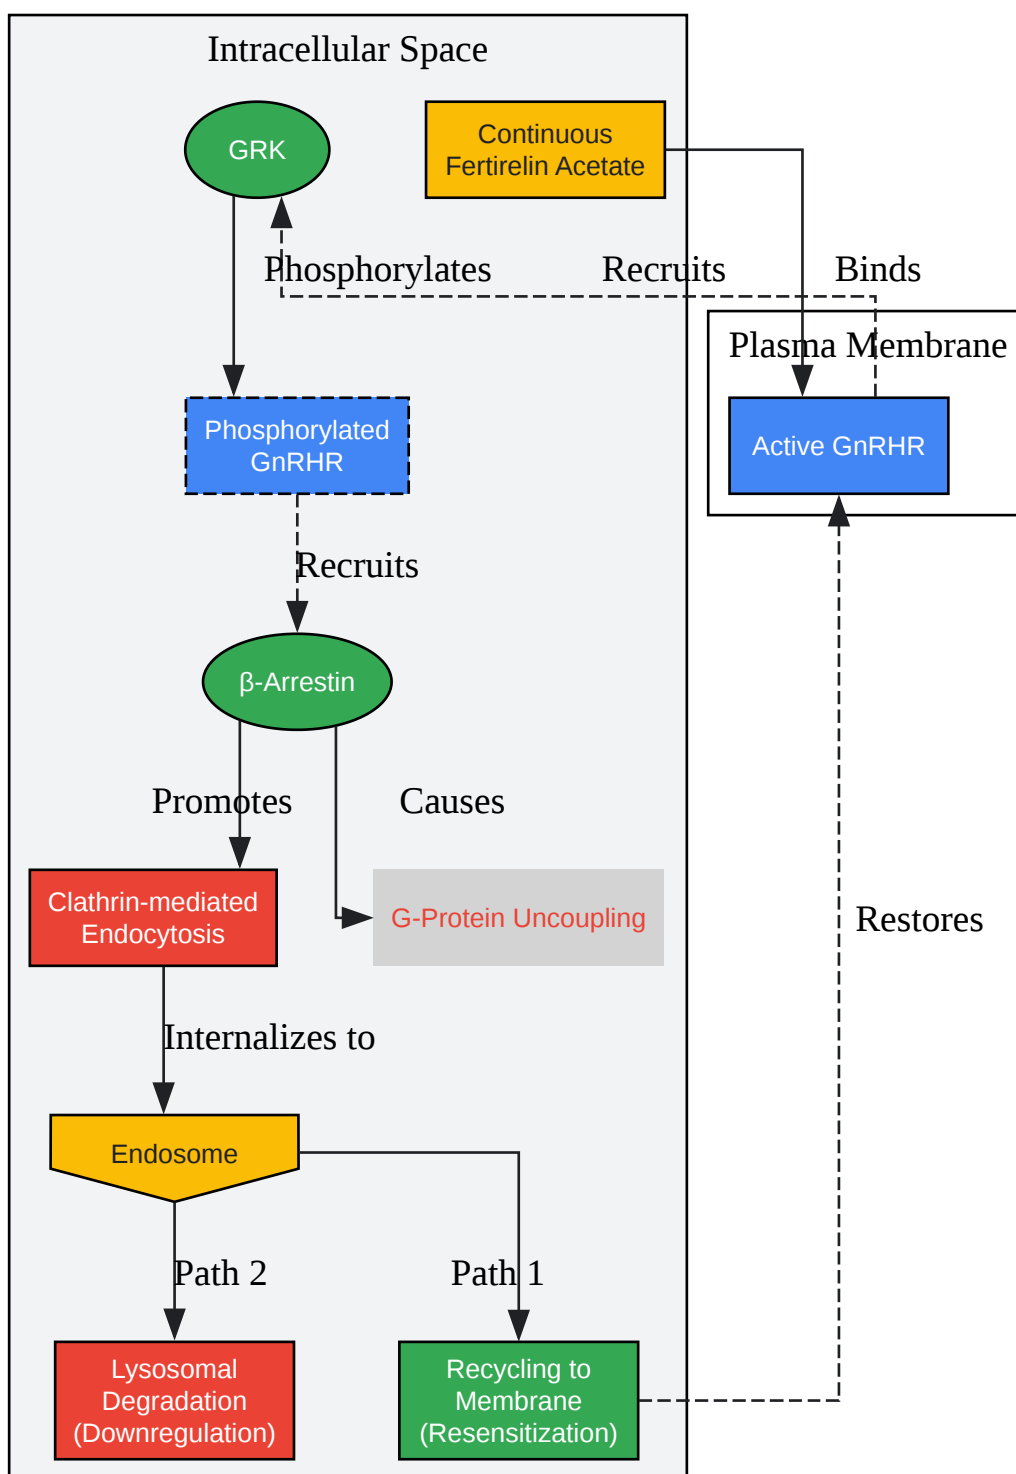 Intracellular Space
GRK
Continuous
Fertirelin Acetate
Phosphorylates
Recruits
Binds
Plasma Membrane
Phosphorylated
GnRHR
Active GnRHR
Recruits
β-Arrestin
Promotes
Causes
Clathrin-mediated
Endocytosis
G-Protein Uncoupling
Restores
Internalizes to
Endosome
Path 2
Path 1
Lysosomal
Degradation
(Downregulation)
Recycling to
Membrane
(Resensitization)